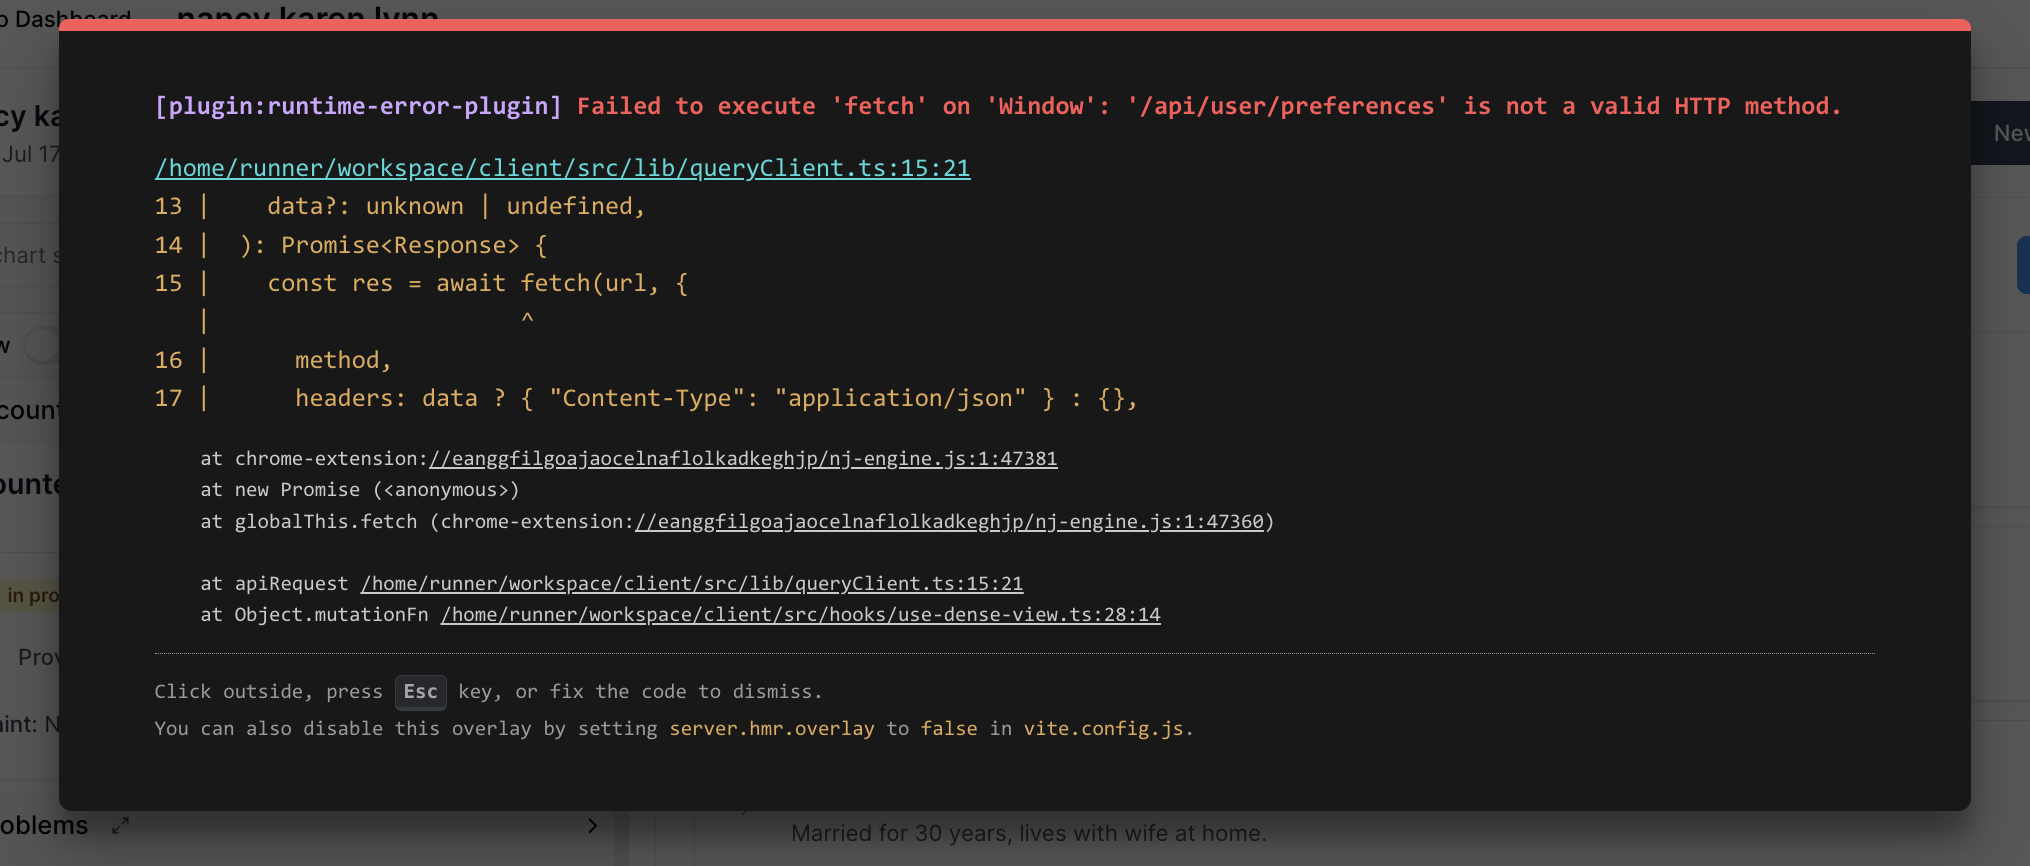 o Dashboard nancy karen lynn
[plugin:runtime-error-plugin] Failed to execute 'fetch' on 'Window': '/api/user/preferences' is not a valid HTTP method.
cy ka
New
Jul 17
/home/runner/workspace/client/src/lib/queryClient.ts:15:21
13 | data?: unknown | undefined,
14 | ): Promise<Response> {
chart s
15 | const res = await fetch(url, {
| ^
w
16 | method,
17 | headers: data ? { "Content-Type": "application/json" } : {},
count
at chrome-extension://eanggfilgoajaocelnaflolkadkeghjp/nj-engine.js:1:47381
ounte
at new Promise (<anonymous>)
at globalThis.fetch (chrome-extension://eanggfilgoajaocelnaflolkadkeghjp/nj-engine.js:1:47360)
at apiRequest /home/runner/workspace/client/src/lib/queryClient.ts:15:21
in pro
at Object.mutationFn /home/runner/workspace/client/src/hooks/use-dense-view.ts:28:14
Prov
Click outside, press Esc key, or fix the code to dismiss.
aint: N
You can also disable this overlay by setting server.hmr.overlay to false in vite.config.js.
oblems
Married for 30 years, lives with wife at home.